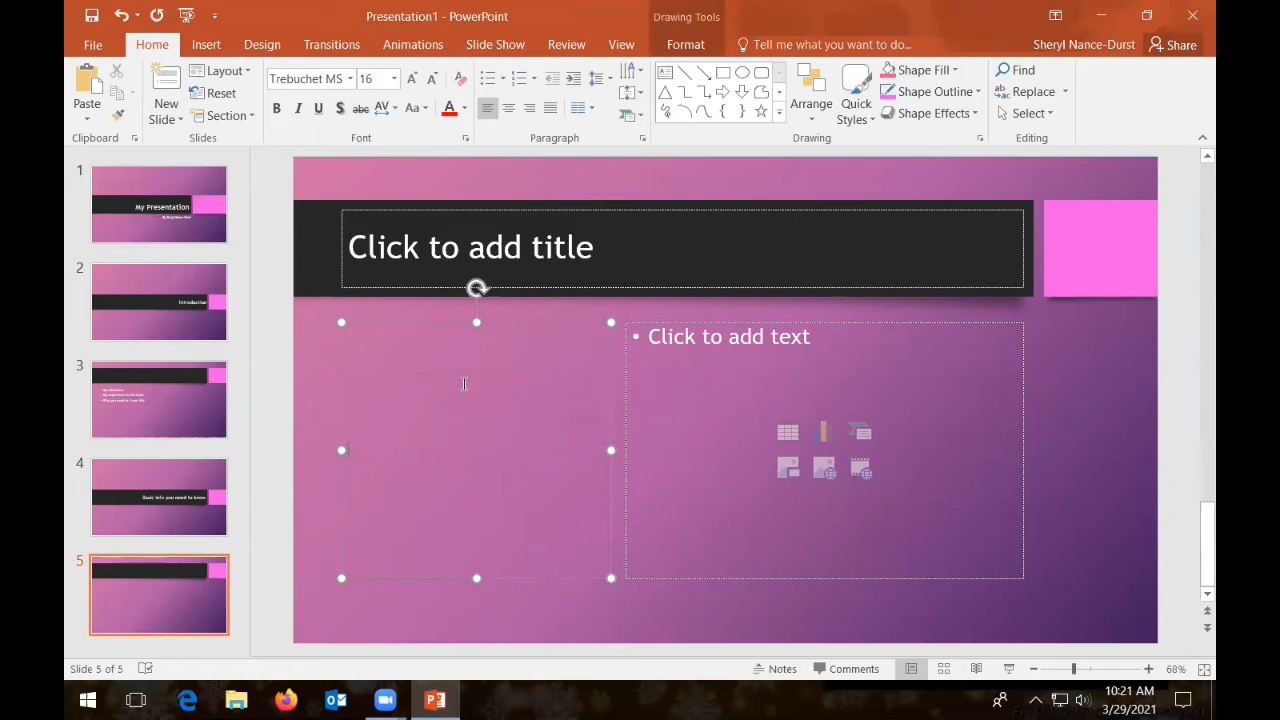 Presentation1 - PowerPoint
Drawing Tools
File
Home
Insert
Design
Transitions
Animations
Slide Show
Review
View
Format
Tell me what you want to do...
Sheryl Nance-Durst
Share
Paste
Clipboard
New
Slide
Layout
Reset
Section
Slides
Trebuchet MS
16
B
I
U
S
abc
AV
Aa
A
Font
Paragraph
Arrange
Quick
Styles
Shape Fill
Shape Outline
Shape Effects
Drawing
Find
Replace
Select
Editing
1
My Presentation
2
Introduction
3
4
Basic info you need to know
5
Click to add title
• Click to add text
Slide 5 of 5
Notes
Comments
68%
10:21 AM
3/29/2021